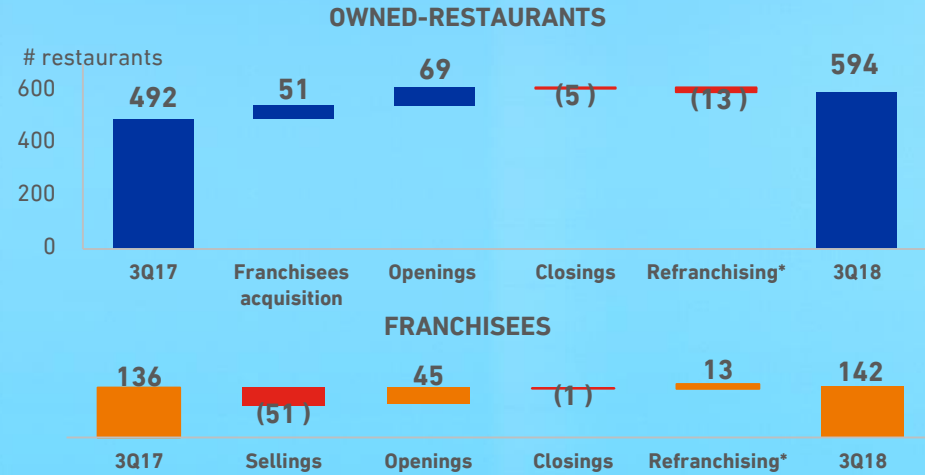 OWNED-RESTAURANTS
# restaurants
600
400
200
0
492
51
69
(5 )
(13 )
594
3Q17
Franchisees
acquisition
Openings
Closings
Refranchising*
3Q18
FRANCHISEES
136
(51 )
45
(1 )
13
142
3Q17
Sellings
Openings
Closings
Refranchising*
3Q18